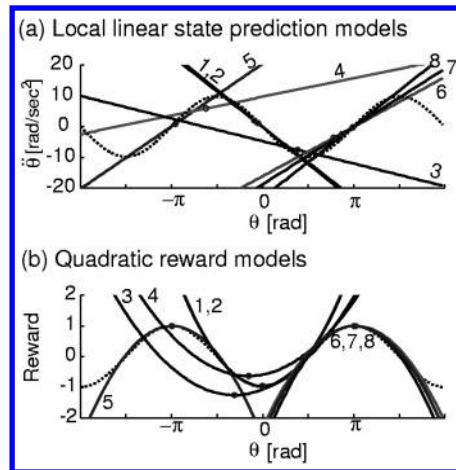 (a) Local linear state prediction models
20
10
0
-10
-20
θ̈ [rad/sec²]
1,2
5
4
8
7
6
3
−π
0
π
θ [rad]
(b) Quadratic reward models
2
1
0
-1
-2
Reward
3
4
1,2
5
6,7,8
−π
0
π
θ [rad]